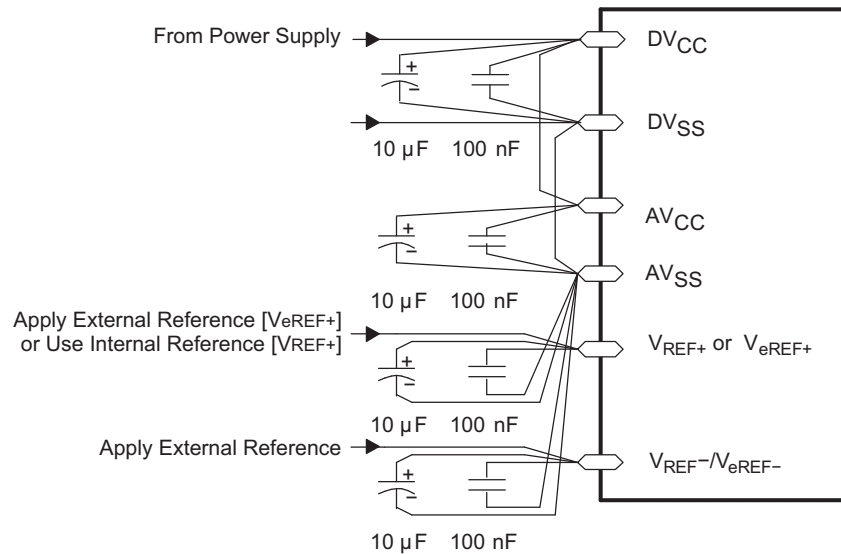 From Power Supply
DVCC
+
−
DVSS
10 µF 100 nF
+
−
AVCC
AVSS
10 µF 100 nF
Apply External Reference [VeREF+]
or Use Internal Reference [VREF+]
VREF+ or VeREF+
+
−
10 µF 100 nF
Apply External Reference
VREF−/VeREF−
+
−
10 µF 100 nF